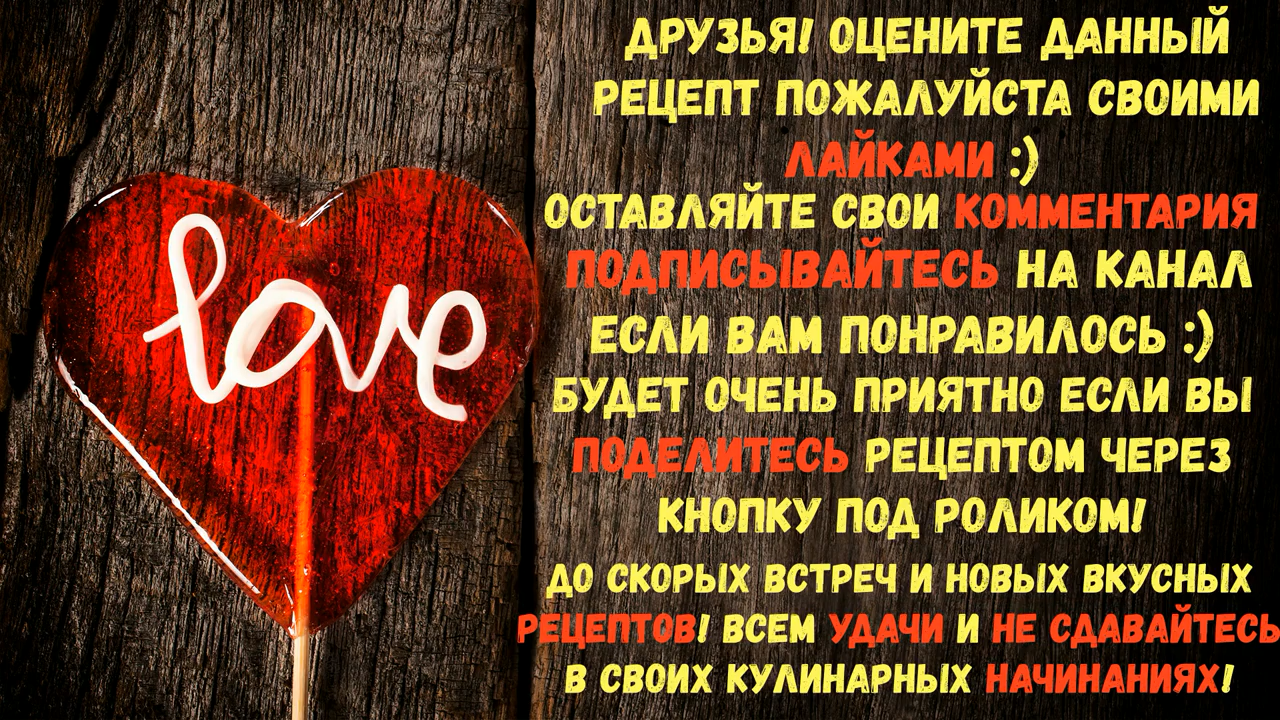 love
ДРУЗЬЯ! ОЦЕНИТЕ ДАННЫЙ
РЕЦЕПТ ПОЖАЛУЙСТА СВОИМИ
ЛАЙКАМИ :)
ОСТАВЛЯЙТЕ СВОИ КОММЕНТАРИЯ
ПОДПИСЫВАЙТЕСЬ НА КАНАЛ
ЕСЛИ ВАМ ПОНРАВИЛОСЬ :)
БУДЕТ ОЧЕНЬ ПРИЯТНО ЕСЛИ ВЫ
ПОДЕЛИТЕСЬ РЕЦЕПТОМ ЧЕРЕЗ
КНОПКУ ПОД РОЛИКОМ!
ДО СКОРЫХ ВСТРЕЧ И НОВЫХ ВКУСНЫХ
РЕЦЕПТОВ! ВСЕМ УДАЧИ И НЕ СДАВАЙТЕСЬ
В СВОИХ КУЛИНАРНЫХ НАЧИНАНИЯХ!